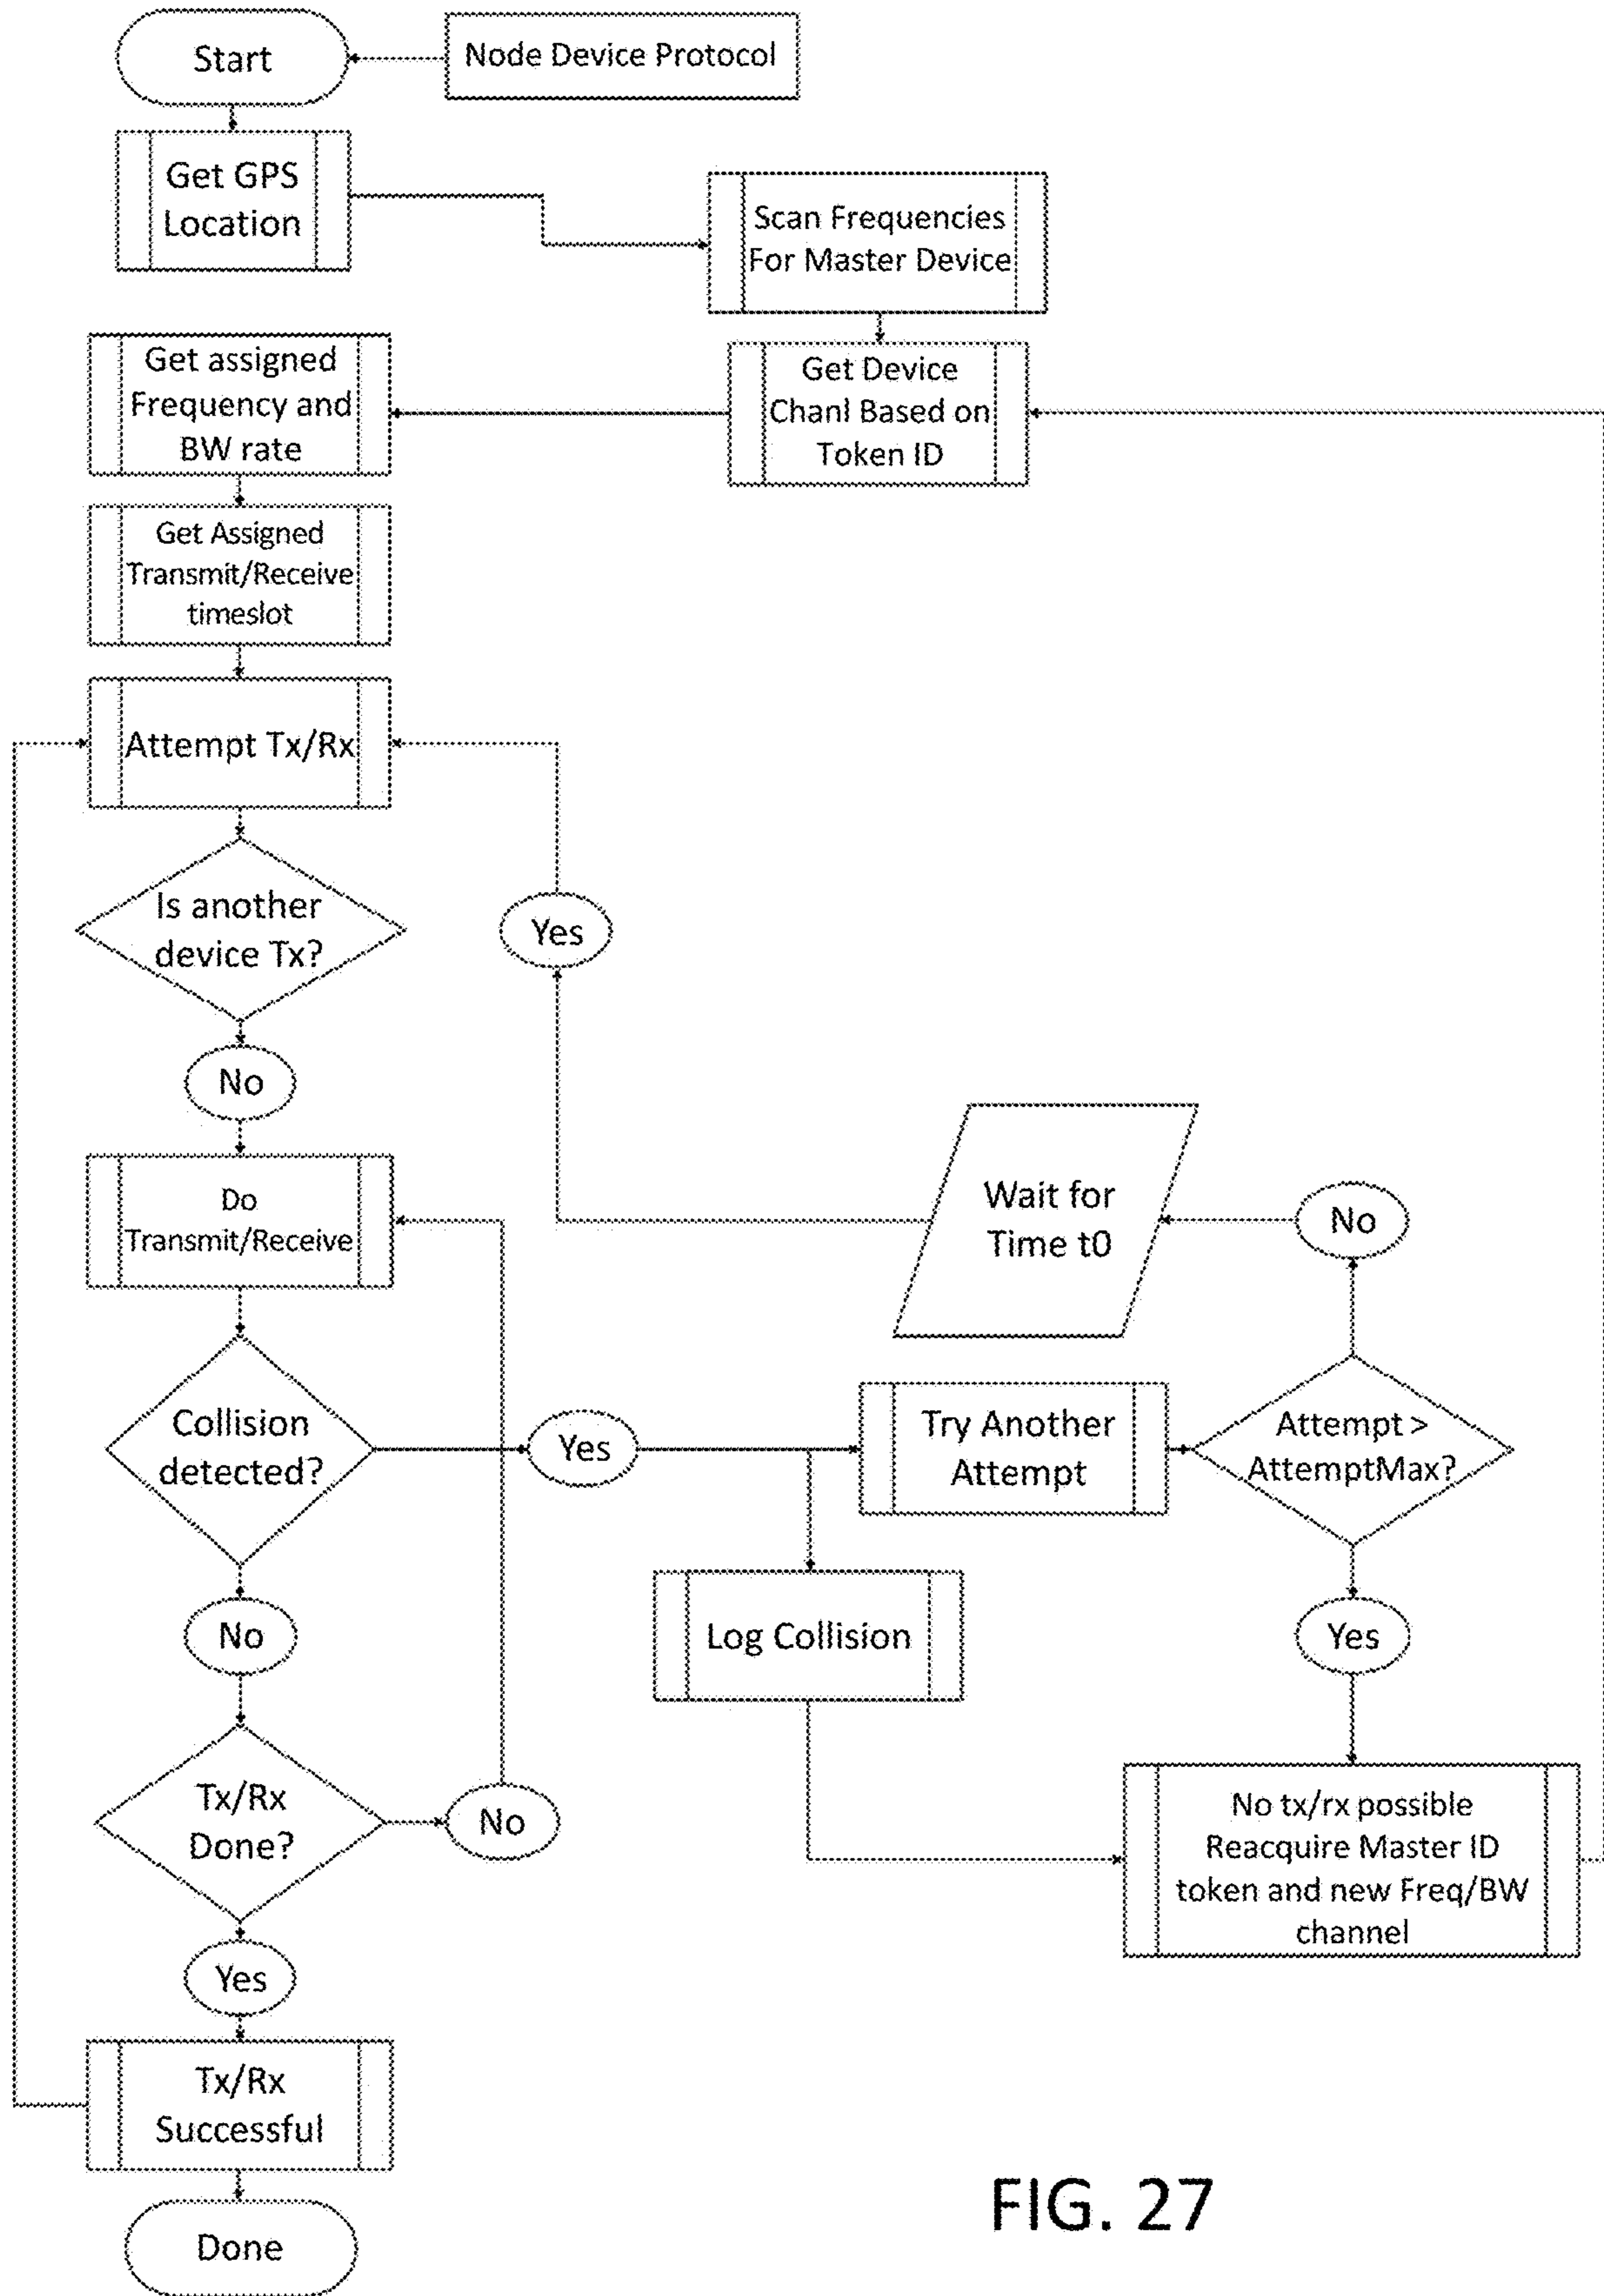 Start
Node Device Protocol
Get GPS
Location
Scan Frequencies
For Master Device
Get assigned
Frequency and
BW rate
Get Device
Chanl Based on
Token ID
Get Assigned
Transmit/Receive
timeslot
Attempt Tx/Rx
Is another
device Tx?
Yes
No
Do
Transmit/Receive
Wait for
Time t0
No
Collision
detected?
Yes
Try Another
Attempt
Attempt >
AttemptMax?
No
Log Collision
Yes
Tx/Rx
Done?
No
No tx/rx possible
Reacquire Master ID
token and new Freq/BW
channel
Yes
Tx/Rx
Successful
Done
FIG. 27